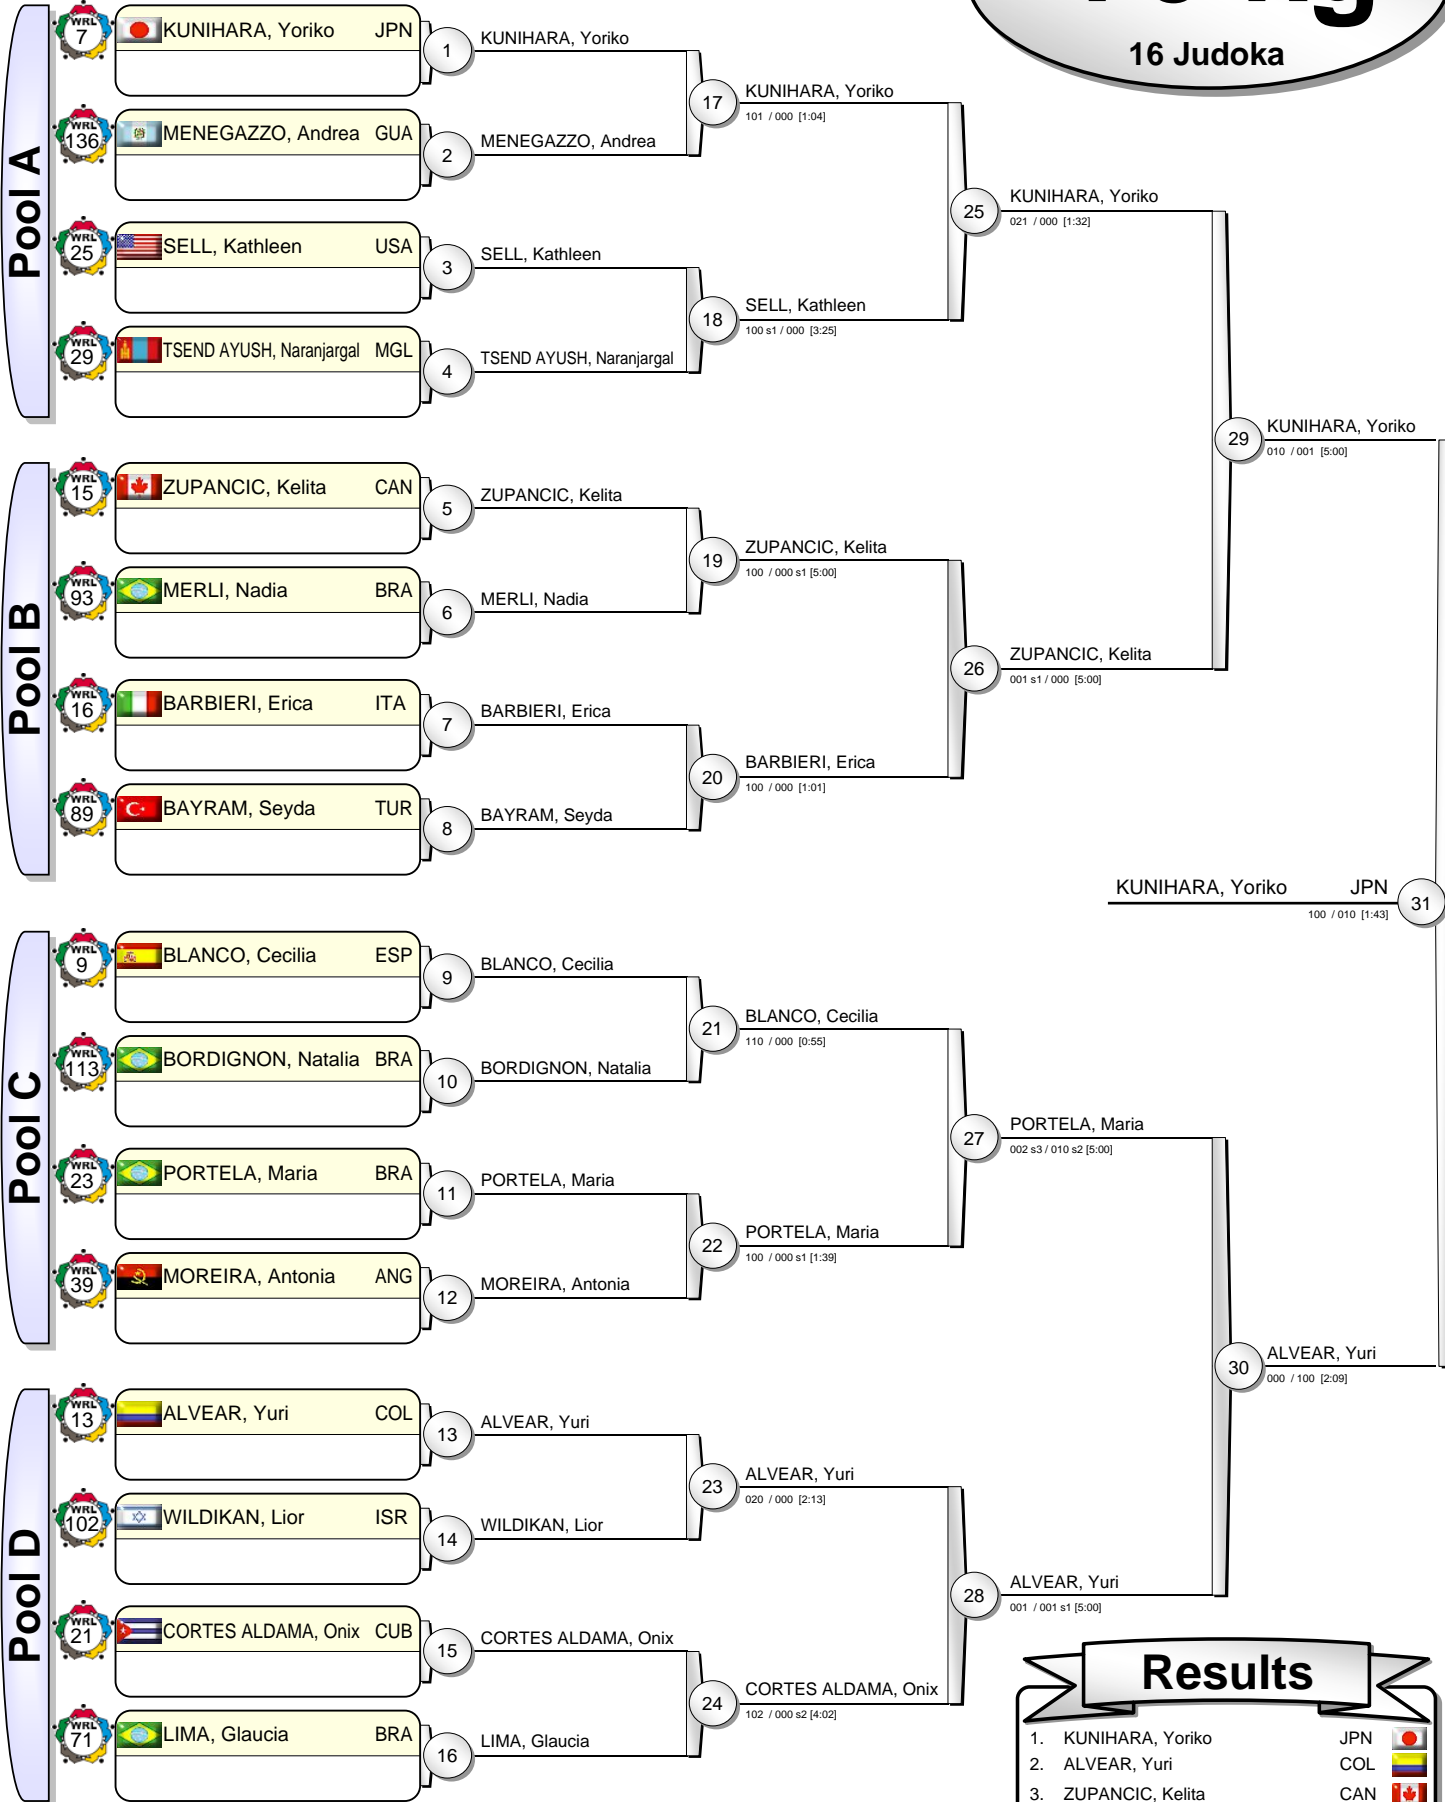 16 Judoka
Pool A
WRL 7 KUNIHARA, Yoriko JPN
WRL 136 MENEGAZZO, Andrea GUA
WRL 25 SELL, Kathleen USA
WRL 29 TSEND AYUSH, Naranjargal MGL
1 KUNIHARA, Yoriko
2 MENEGAZZO, Andrea
3 SELL, Kathleen
4 TSEND AYUSH, Naranjargal
17 KUNIHARA, Yoriko
101 / 000 [1:04]
18 SELL, Kathleen
100 s1 / 000 [3:25]
25 KUNIHARA, Yoriko
021 / 000 [1:32]
Pool B
WRL 15 ZUPANCIC, Kelita CAN
WRL 93 MERLI, Nadia BRA
WRL 16 BARBIERI, Erica ITA
WRL 89 BAYRAM, Seyda TUR
5 ZUPANCIC, Kelita
6 MERLI, Nadia
7 BARBIERI, Erica
8 BAYRAM, Seyda
19 ZUPANCIC, Kelita
100 / 000 s1 [5:00]
20 BARBIERI, Erica
100 / 000 [1:01]
26 ZUPANCIC, Kelita
001 s1 / 000 [5:00]
29 KUNIHARA, Yoriko
010 / 001 [5:00]
KUNIHARA, Yoriko JPN 31
100 / 010 [1:43]
Pool C
WRL 9 BLANCO, Cecilia ESP
WRL 113 BORDIGNON, Natalia BRA
WRL 23 PORTELA, Maria BRA
WRL 39 MOREIRA, Antonia ANG
9 BLANCO, Cecilia
10 BORDIGNON, Natalia
11 PORTELA, Maria
12 MOREIRA, Antonia
21 BLANCO, Cecilia
110 / 000 [0:55]
22 PORTELA, Maria
100 / 000 s1 [1:39]
27 PORTELA, Maria
002 s3 / 010 s2 [5:00]
Pool D
WRL 13 ALVEAR, Yuri COL
WRL 102 WILDIKAN, Lior ISR
WRL 21 CORTES ALDAMA, Onix CUB
WRL 71 LIMA, Glaucia BRA
13 ALVEAR, Yuri
14 WILDIKAN, Lior
15 CORTES ALDAMA, Onix
16 LIMA, Glaucia
23 ALVEAR, Yuri
020 / 000 [2:13]
24 CORTES ALDAMA, Onix
102 / 000 s2 [4:02]
28 ALVEAR, Yuri
001 / 001 s1 [5:00]
30 ALVEAR, Yuri
000 / 100 [2:09]
Results
1. KUNIHARA, Yoriko JPN
2. ALVEAR, Yuri COL
3. ZUPANCIC, Kelita CAN